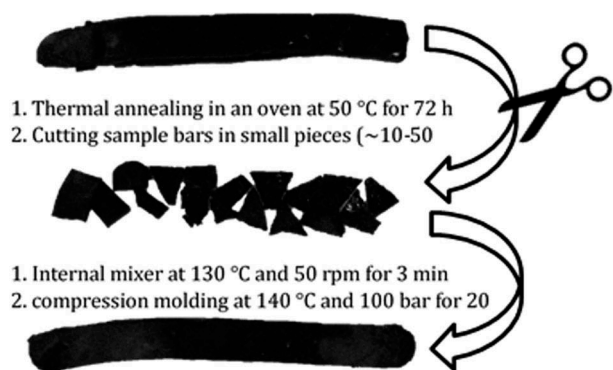 1. Thermal annealing in an oven at 50 °C for 72 h
2. Cutting sample bars in small pieces (~10-50
1. Internal mixer at 130 °C and 50 rpm for 3 min
2. compression molding at 140 °C and 100 bar for 20